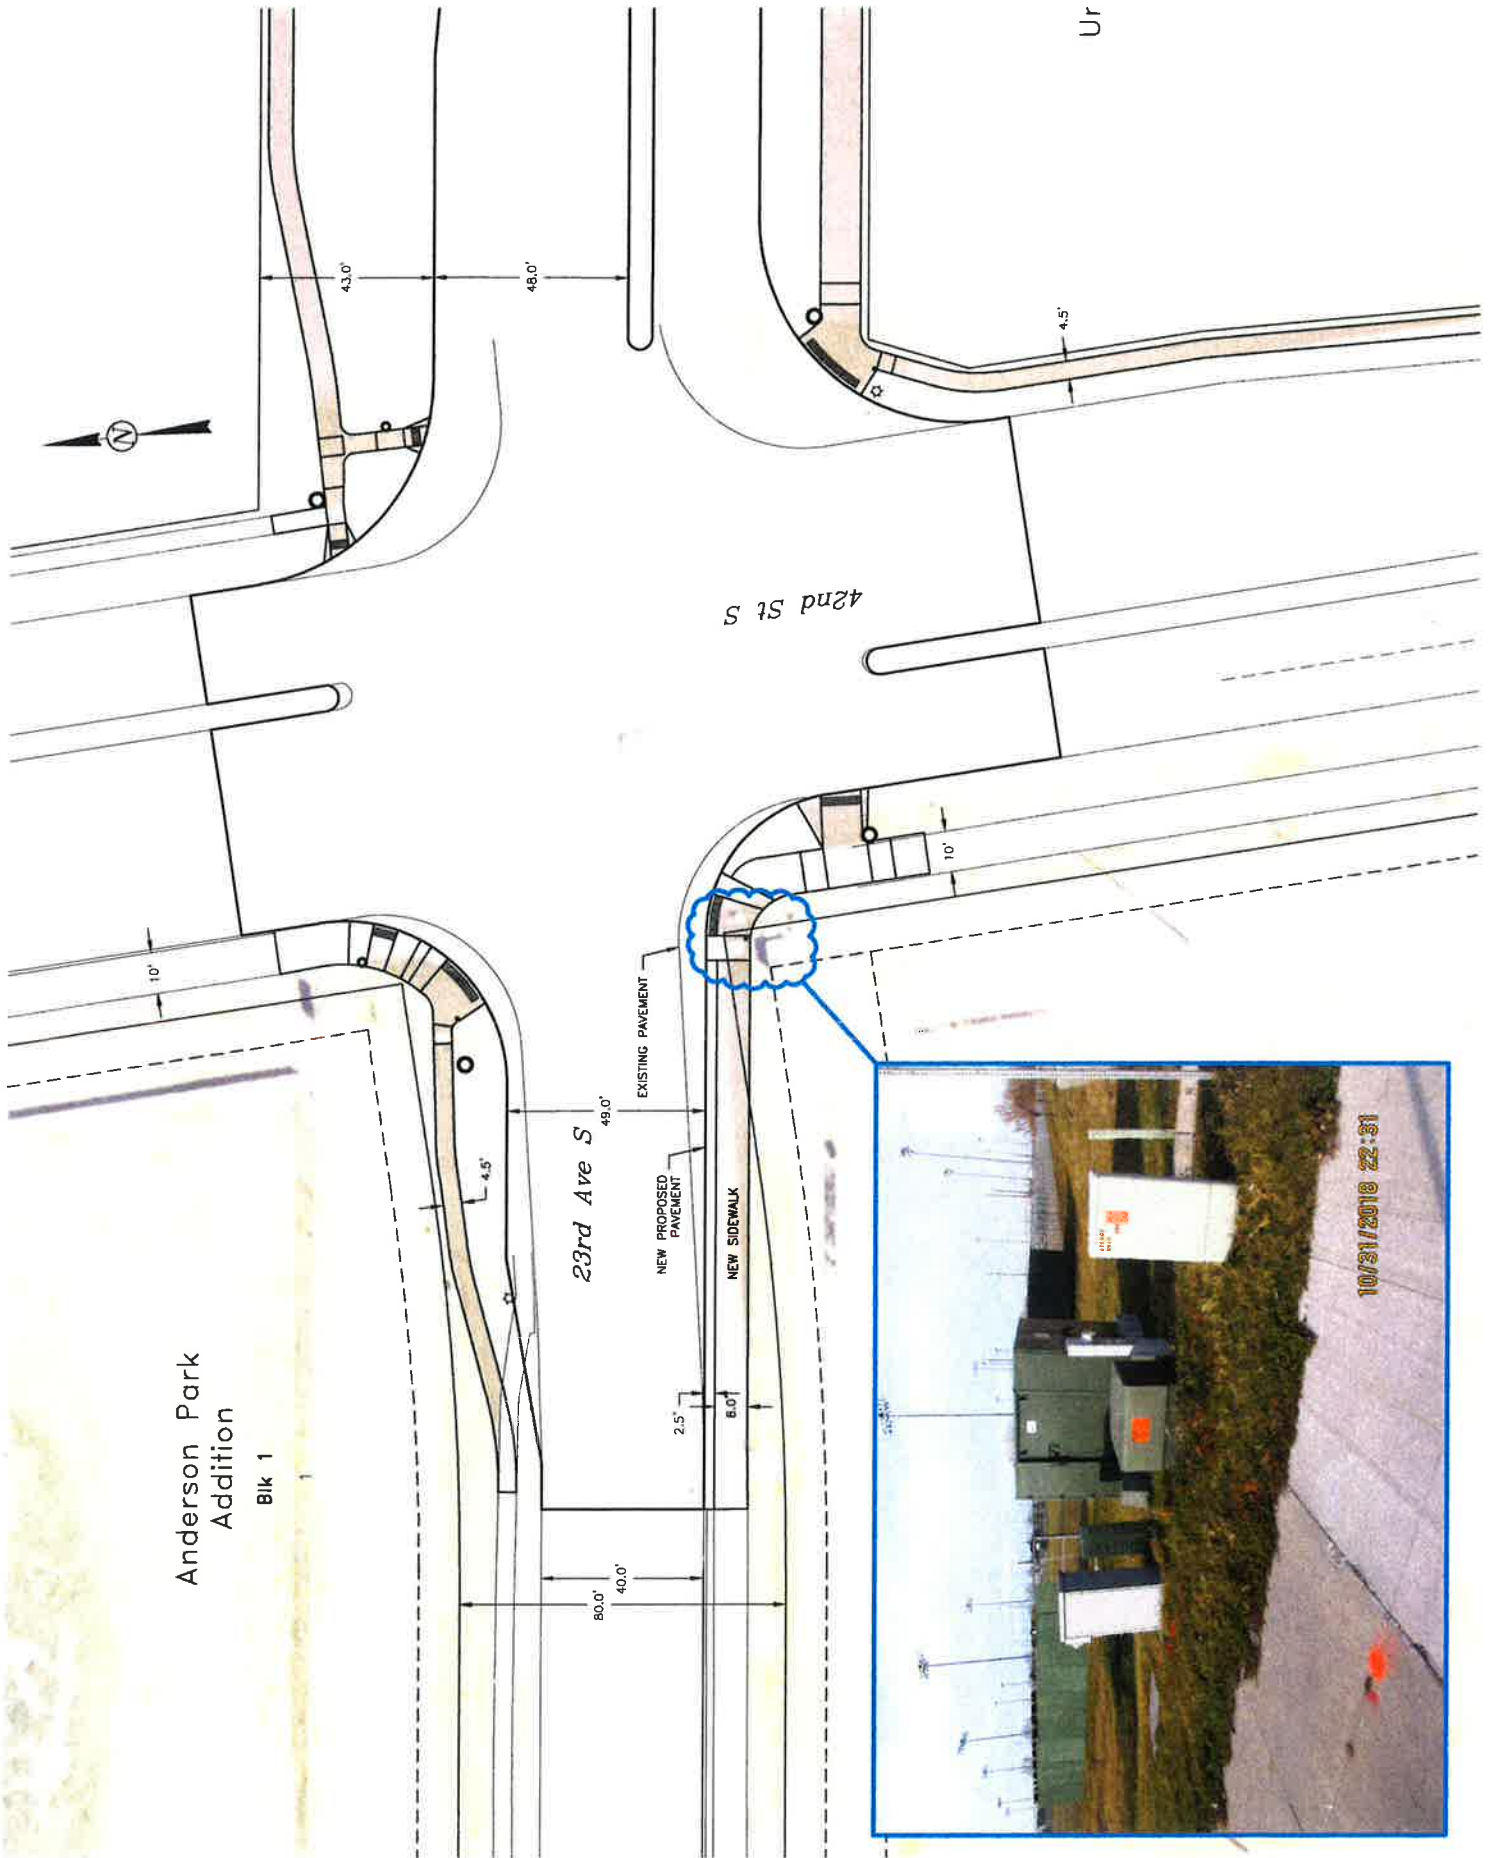 Ur
43.0'
48.0'
N
4.5'
42nd St S
10'
10'
EXISTING PAVEMENT
49.0'
23rd Ave S
4.5'
NEW PROPOSED
PAVEMENT
NEW SIDEWALK
2.5'
Anderson Park
Addition
Blk 1
1
40.0'
80.0'
10/31/2018 22:31